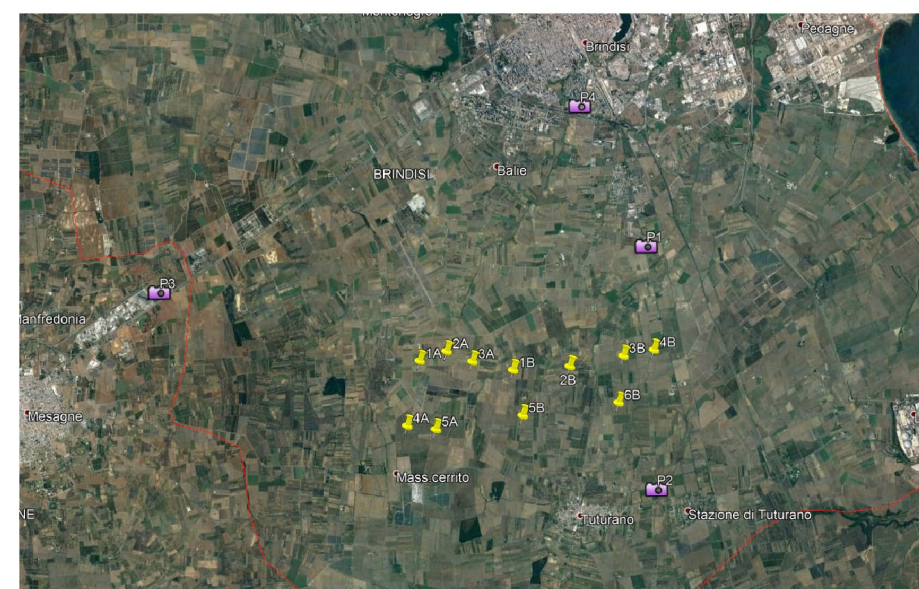 Pedagne
Brindisi
P4
Balie
BRINDISI
P1
P3
Manfredonia
2A
1A
3A
1B
2B
3B
4B
6B
5B
4A
5A
Mesagne
Mass.cerrito
P2
Tuturano
Stazione di Tuturano
NE